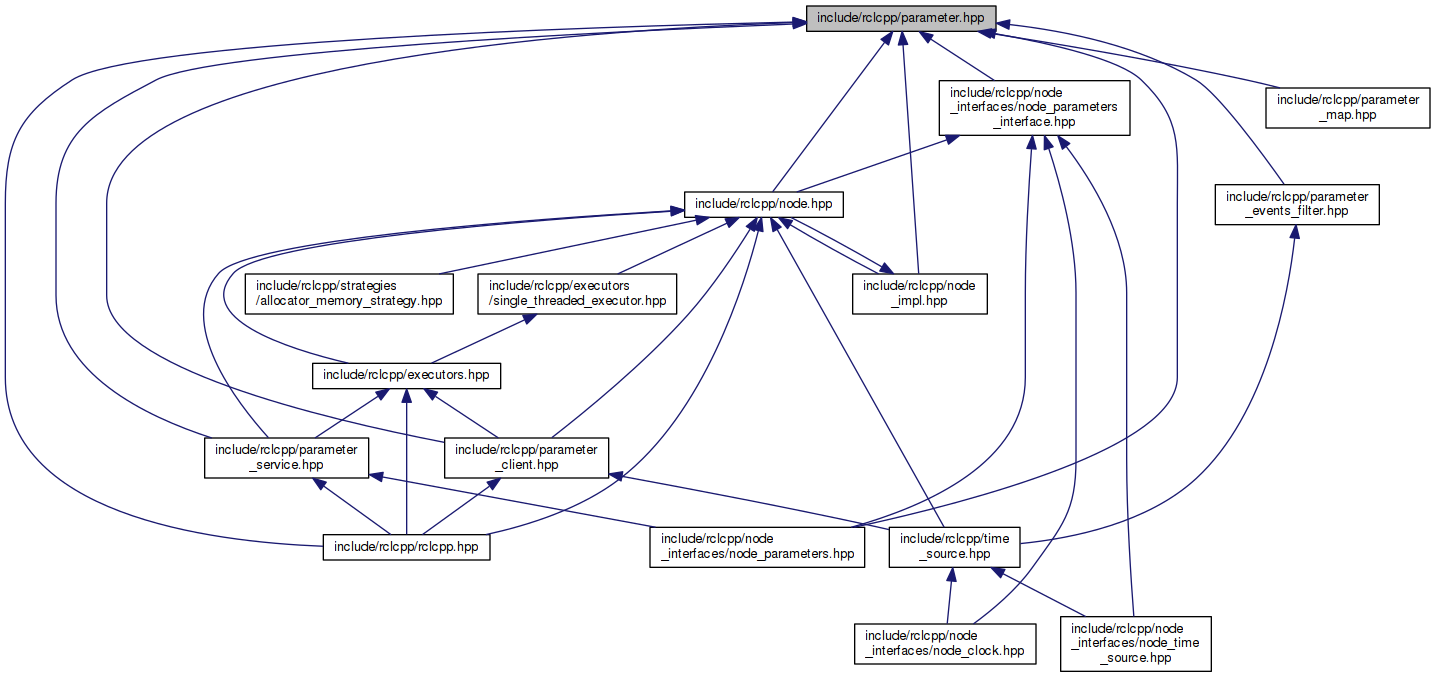 include/rclcpp/parameter.hpp
include/rclcpp/node
_interfaces/node_parameters
_interface.hpp
include/rclcpp/parameter
_map.hpp
include/rclcpp/node.hpp
include/rclcpp/parameter
_events_filter.hpp
include/rclcpp/strategies
/allocator_memory_strategy.hpp
include/rclcpp/executors
/single_threaded_executor.hpp
include/rclcpp/node
_impl.hpp
include/rclcpp/executors.hpp
include/rclcpp/parameter
_service.hpp
include/rclcpp/parameter
_client.hpp
include/rclcpp/rclcpp.hpp
include/rclcpp/node
_interfaces/node_parameters.hpp
include/rclcpp/time
_source.hpp
include/rclcpp/node
_interfaces/node_clock.hpp
include/rclcpp/node
_interfaces/node_time
_source.hpp